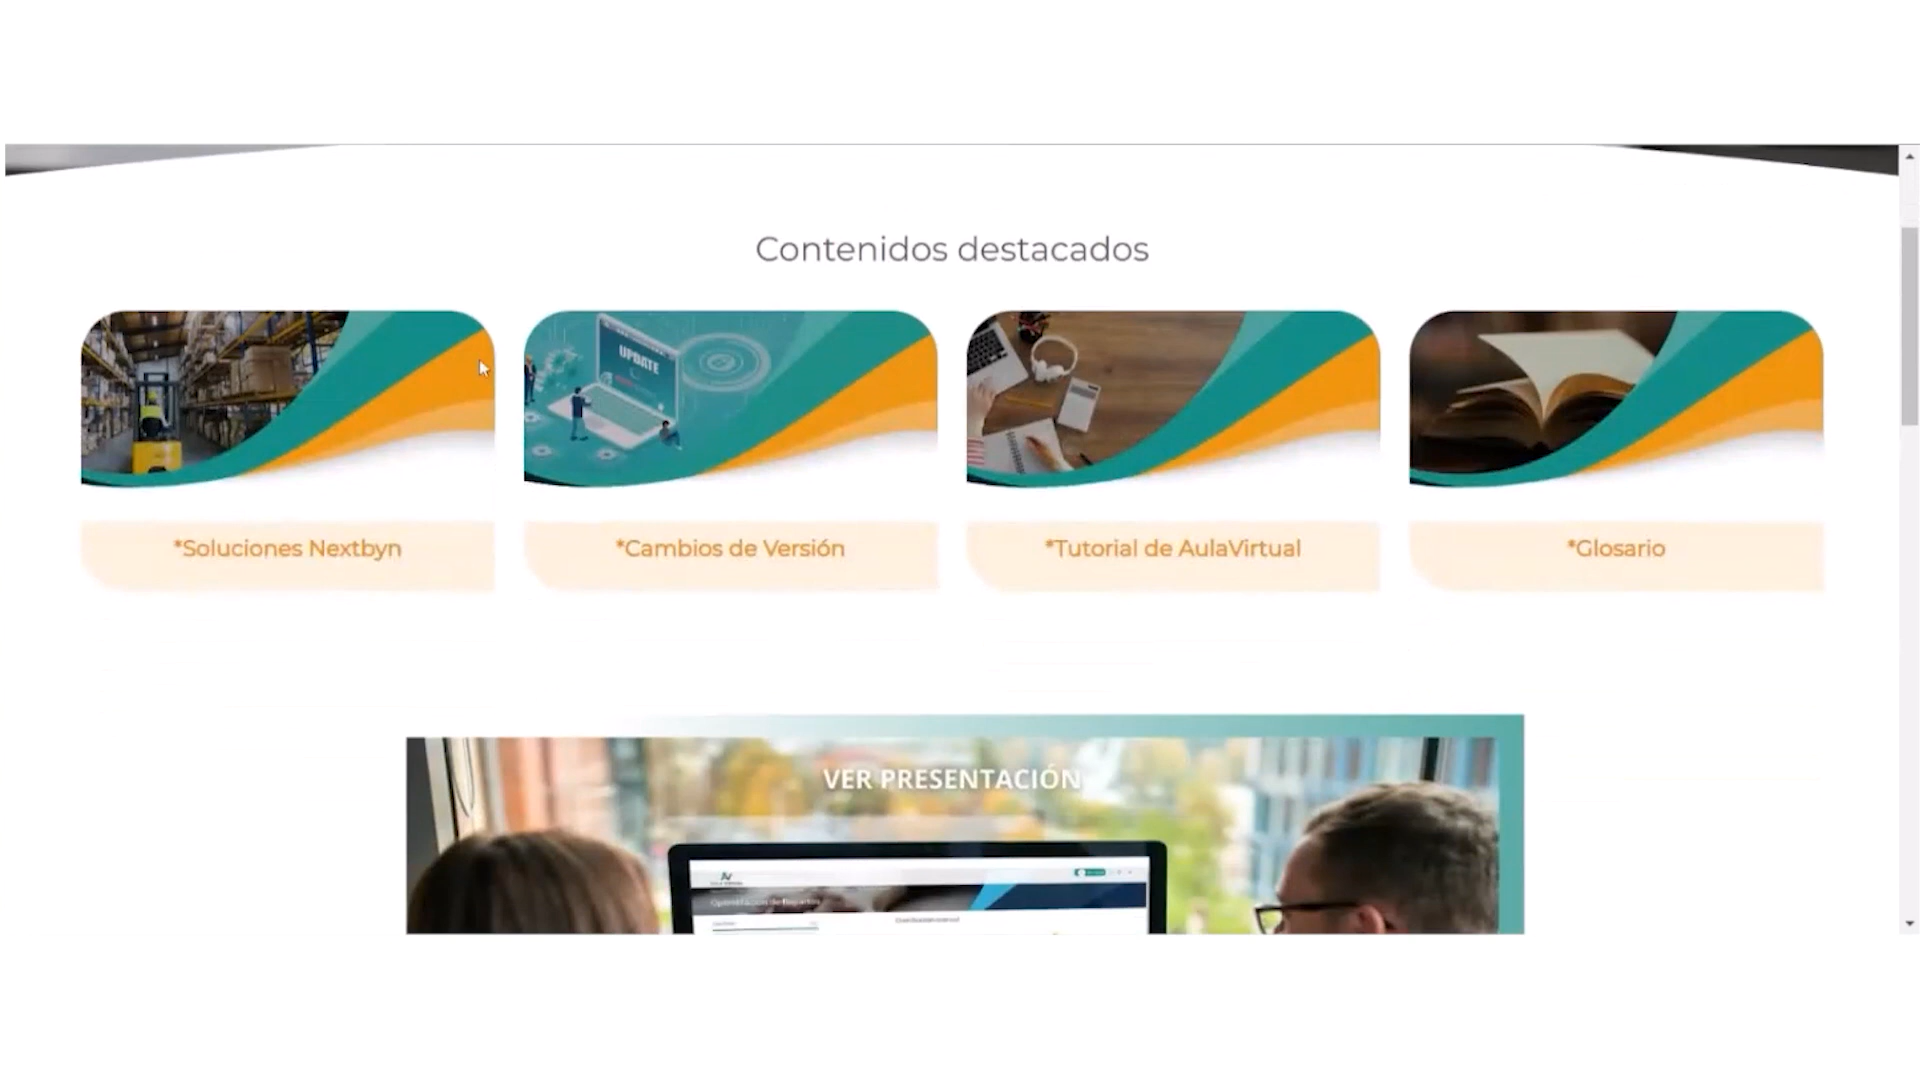 Contenidos destacados
UPDATE
*Soluciones Nextbyn
*Cambios de Versión
*Tutorial de AulaVirtual
*Glosario
VER PRESENTACIÓN